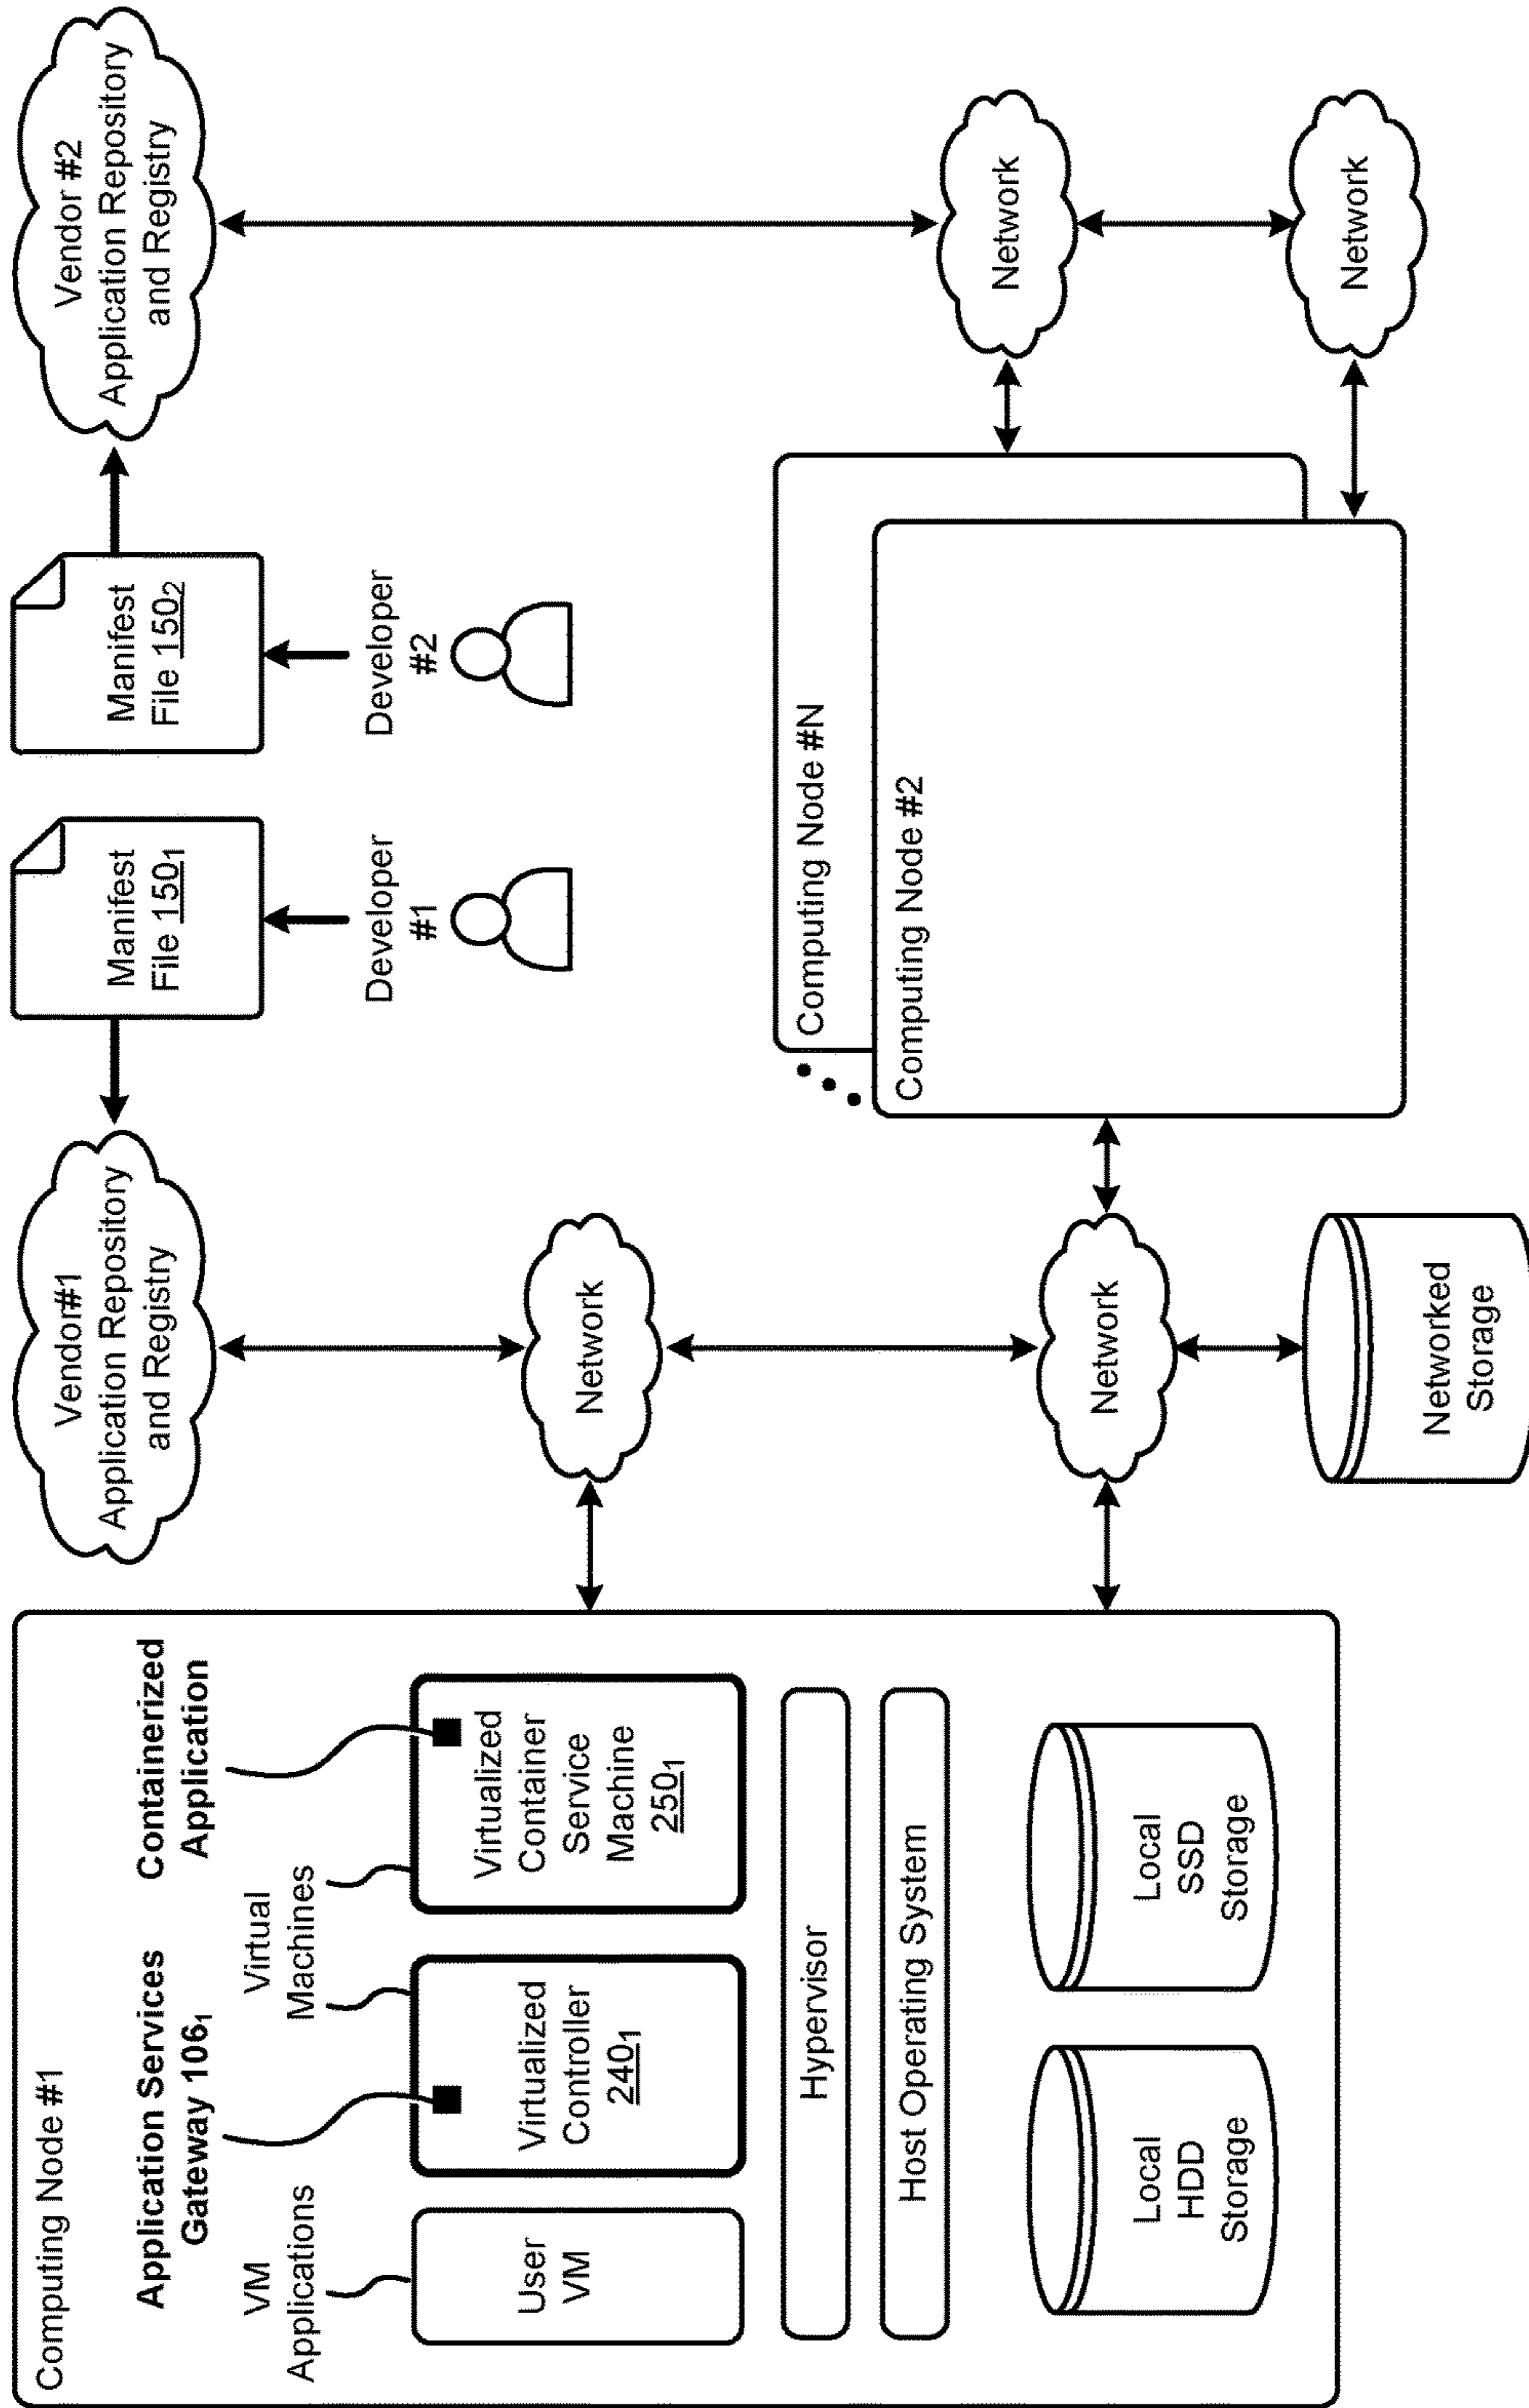 Computing Node #1
Application Services
Gateway 106₁
Containerized
Application
VM
Applications
Virtual
Machines
User
VM
Virtualized
Controller
240₁
Virtualized
Container
Service
Machine
250₁
Hypervisor
Host Operating System
Local
HDD
Storage
Local
SSD
Storage
Vendor#1
Application Repository
and Registry
Network
Network
Networked
Storage
Manifest
File 150₁
Developer
#1
Manifest
File 150₂
Developer
#2
Vendor #2
Application Repository
and Registry
Computing Node #N
Computing Node #2
Network
Network